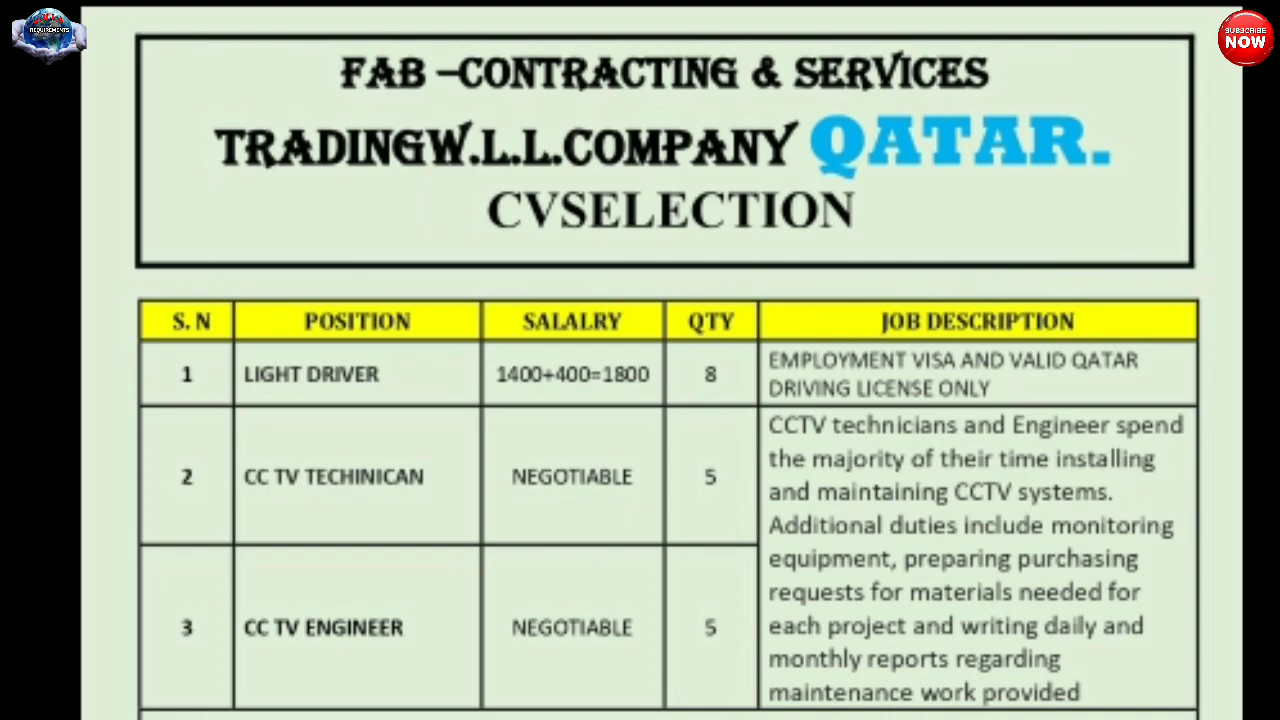 REQUIREMENTS
SUBSCRIBE
NOW
FAB –CONTRACTING & SERVICES
TRADINGW.L.L.COMPANY QATAR.
CVSELECTION
S. N POSITION SALALRY QTY JOB DESCRIPTION
1 LIGHT DRIVER 1400+400=1800 8 EMPLOYMENT VISA AND VALID QATAR
DRIVING LICENSE ONLY
2 CC TV TECHINICAN NEGOTIABLE 5
CCTV technicians and Engineer spend
the majority of their time installing
and maintaining CCTV systems.
Additional duties include monitoring
equipment, preparing purchasing
requests for materials needed for
each project and writing daily and
monthly reports regarding
maintenance work provided
3 CC TV ENGINEER NEGOTIABLE 5